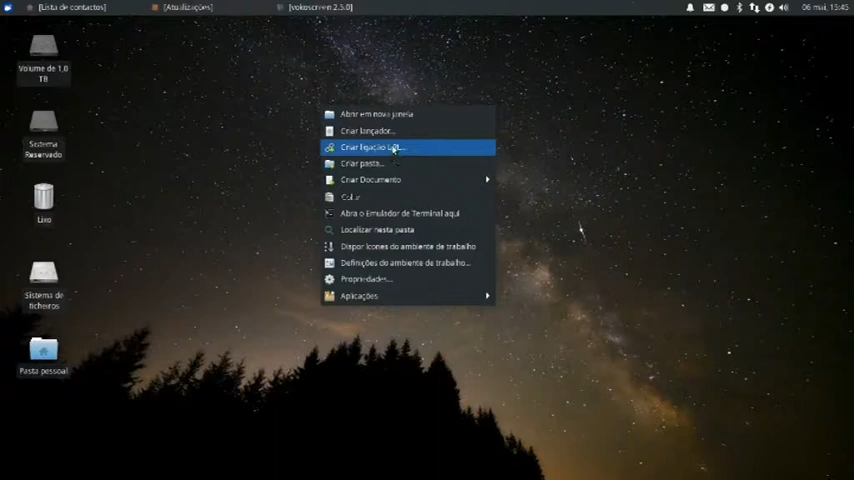 [Lista de contactos]
[Atualizações]
[vokoscreen 2.5.0]
06 mai, 15:45
Volume de 1,0
TB
Sistema
Reservado
Lixo
Sistema de
ficheiros
Pasta pessoal
Abrir em nova janela
Criar lançador...
Criar ligação URL...
Criar pasta...
Criar Documento
Colar
Abra o Emulador de Terminal aqui
Localizar nesta pasta
Dispor ícones do ambiente de trabalho
Definições do ambiente de trabalho...
Propriedades...
Aplicações